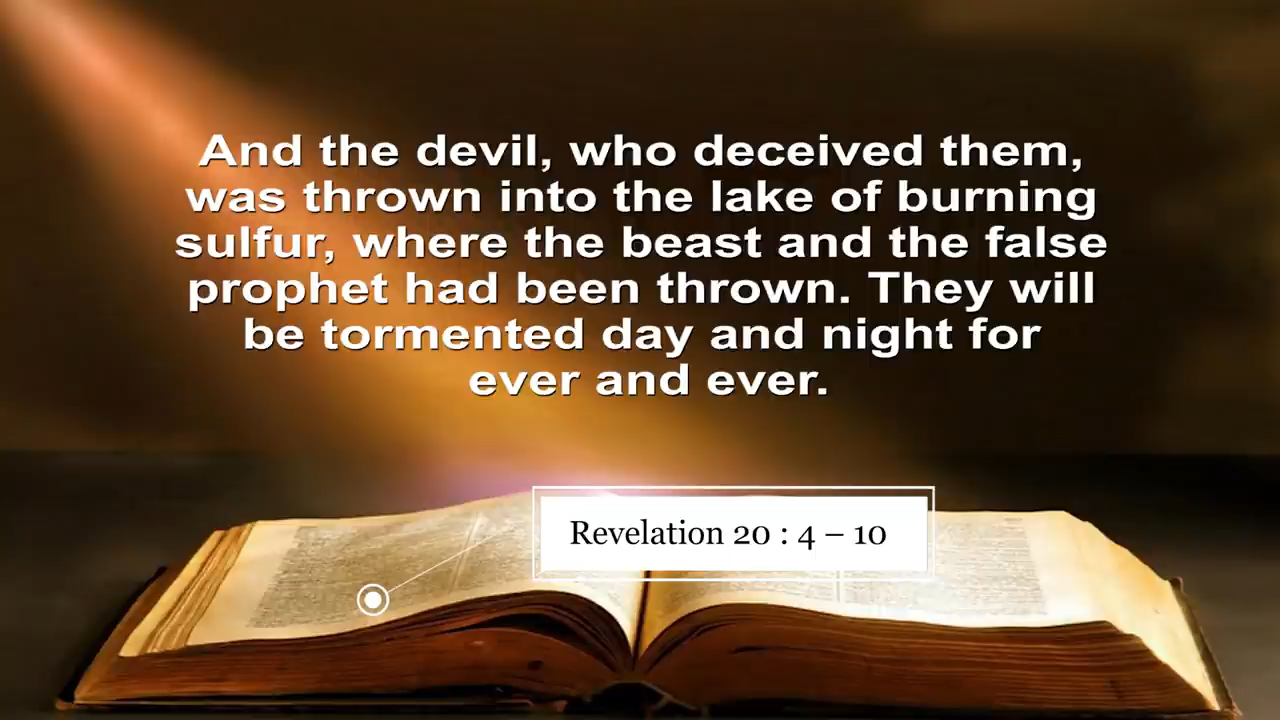 And the devil, who deceived them,
was thrown into the lake of burning
sulfur, where the beast and the false
prophet had been thrown. They will
be tormented day and night for
ever and ever.
Revelation 20 : 4 – 10